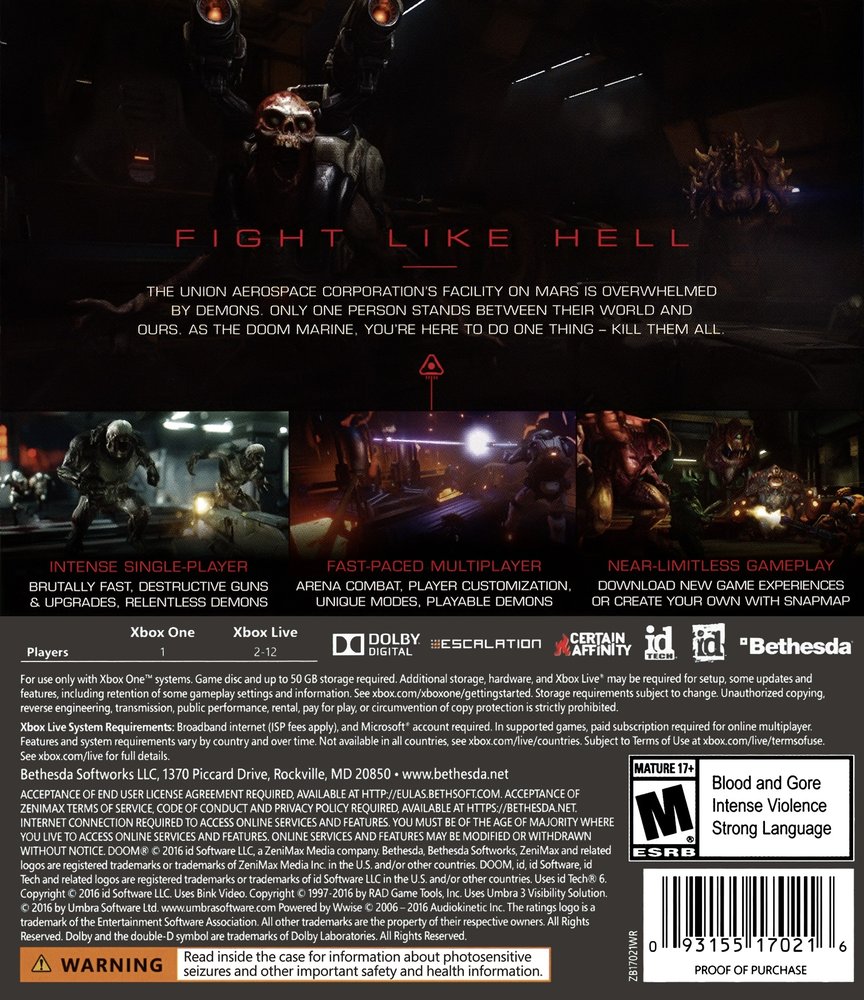 FIGHT LIKE HELL
THE UNION AEROSPACE CORPORATION'S FACILITY ON MARS IS OVERWHELMED
BY DEMONS. ONLY ONE PERSON STANDS BETWEEN THEIR WORLD AND
OURS. AS THE DOOM MARINE, YOU'RE HERE TO DO ONE THING – KILL THEM ALL.
INTENSE SINGLE-PLAYER
BRUTALLY FAST, DESTRUCTIVE GUNS
& UPGRADES, RELENTLESS DEMONS
FAST-PACED MULTIPLAYER
ARENA COMBAT, PLAYER CUSTOMIZATION,
UNIQUE MODES, PLAYABLE DEMONS
NEAR-LIMITLESS GAMEPLAY
DOWNLOAD NEW GAME EXPERIENCES
OR CREATE YOUR OWN WITH SNAPMAP
Xbox One Xbox Live
Players 1 2-12
DOLBY
DIGITAL
ESCALATION
CERTAIN
AFFINITY
id
TECH
id
Bethesda
For use only with Xbox One™ systems. Game disc and up to 50 GB storage required. Additional storage, hardware, and Xbox Live® may be required for setup, some updates and
features, including retention of some gameplay settings and information. See xbox.com/xboxone/gettingstarted. Storage requirements subject to change. Unauthorized copying,
reverse engineering, transmission, public performance, rental, pay for play, or circumvention of copy protection is strictly prohibited.
Xbox Live System Requirements: Broadband internet (ISP fees apply), and Microsoft® account required. In supported games, paid subscription required for online multiplayer.
Features and system requirements vary by country and over time. Not available in all countries, see xbox.com/live/countries. Subject to Terms of Use at xbox.com/live/termsofuse.
See xbox.com/live for full details.
Bethesda Softworks LLC, 1370 Piccard Drive, Rockville, MD 20850 • www.bethesda.net
ACCEPTANCE OF END USER LICENSE AGREEMENT REQUIRED, AVAILABLE AT HTTP://EULAS.BETHSOFT.COM. ACCEPTANCE OF
ZENIMAX TERMS OF SERVICE, CODE OF CONDUCT AND PRIVACY POLICY REQUIRED, AVAILABLE AT HTTPS://BETHESDA.NET.
INTERNET CONNECTION REQUIRED TO ACCESS ONLINE SERVICES AND FEATURES. YOU MUST BE OF THE AGE OF MAJORITY WHERE
YOU LIVE TO ACCESS ONLINE SERVICES AND FEATURES. ONLINE SERVICES AND FEATURES MAY BE MODIFIED OR WITHDRAWN
WITHOUT NOTICE. DOOM® © 2016 id Software LLC, a ZeniMax Media company. Bethesda, Bethesda Softworks, ZeniMax and related
logos are registered trademarks or trademarks of ZeniMax Media Inc. in the U.S. and/or other countries. DOOM, id, id Software, id
Tech and related logos are registered trademarks or trademarks of id Software LLC in the U.S. and/or other countries. Uses id Tech® 6.
Copyright © 2016 id Software LLC. Uses Bink Video. Copyright © 1997-2016 by RAD Game Tools, Inc. Uses Umbra 3 Visibility Solution.
© 2016 by Umbra Software Ltd. www.umbrasoftware.com Powered by Wwise © 2006 – 2016 Audiokinetic Inc. The ratings logo is a
trademark of the Entertainment Software Association. All other trademarks are the property of their respective owners. All Rights
Reserved. Dolby and the double-D symbol are trademarks of Dolby Laboratories. All Rights Reserved.
WARNING
Read inside the case for information about photosensitive
seizures and other important safety and health information.
MATURE 17+
M
ESRB
Blood and Gore
Intense Violence
Strong Language
ZB17021WR
0 93155 17021 6
PROOF OF PURCHASE